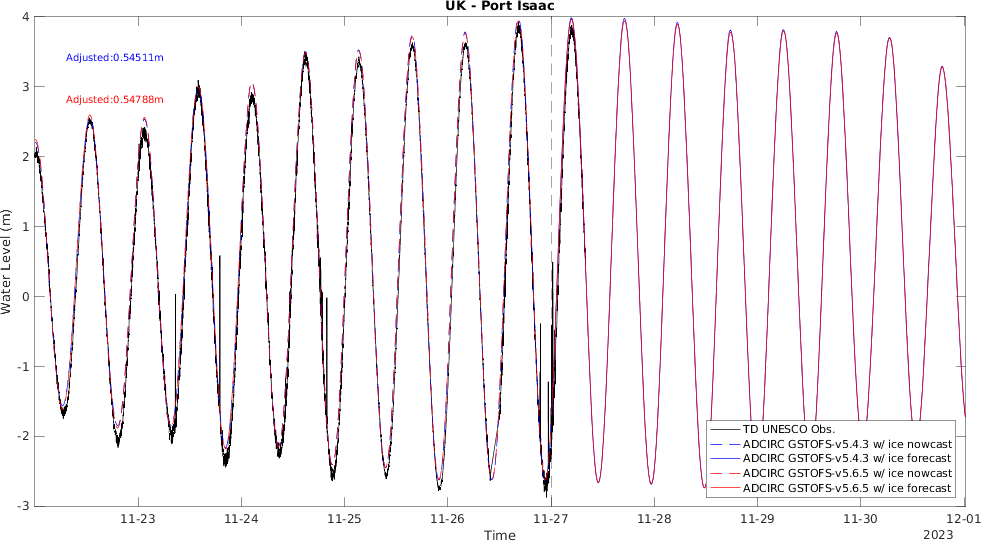 UK - Port Isaac
Water Level (m)
4
3
2
1
0
-1
-2
-3
Adjusted:0.54511m
Adjusted:0.54788m
TD UNESCO Obs.
ADCIRC GSTOFS-v5.4.3 w/ ice nowcast
ADCIRC GSTOFS-v5.4.3 w/ ice forecast
ADCIRC GSTOFS-v5.6.5 w/ ice nowcast
ADCIRC GSTOFS-v5.6.5 w/ ice forecast
11-23 11-24 11-25 11-26 11-27 11-28 11-29 11-30 12-01
Time
2023